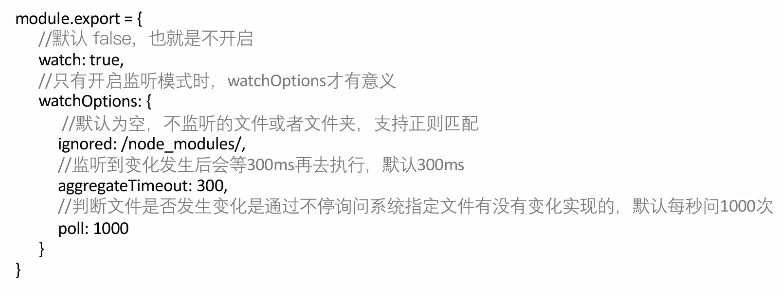 module.export = {
//默认 false，也就是不开启
watch: true,
//只有开启监听模式时，watchOptions才有意义
watchOptions: {
//默认为空，不监听的文件或者文件夹，支持正则匹配
ignored: /node_modules/,
//监听到变化发生后会等300ms再去执行，默认300ms
aggregateTimeout: 300,
//判断文件是否发生变化是通过不停询问系统指定文件有没有变化实现的，默认每秒问1000次
poll: 1000
}
}